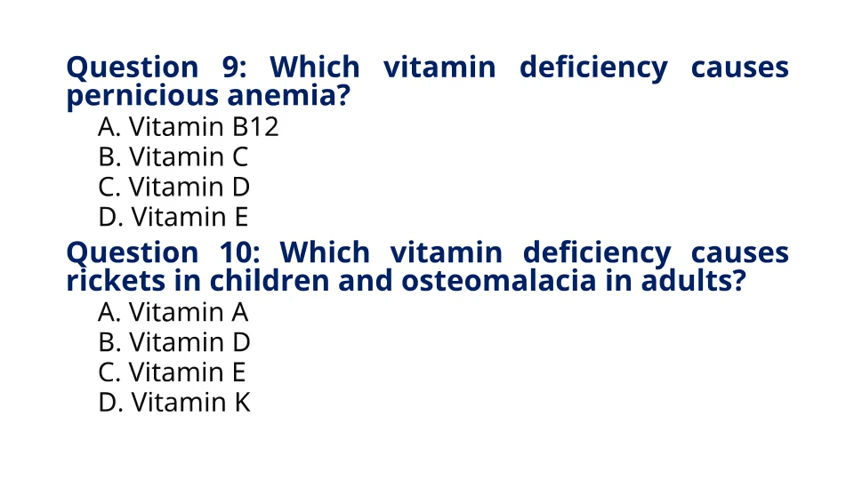 Question 9: Which vitamin deficiency causes
pernicious anemia?
A. Vitamin B12
B. Vitamin C
C. Vitamin D
D. Vitamin E
Question 10: Which vitamin deficiency causes
rickets in children and osteomalacia in adults?
A. Vitamin A
B. Vitamin D
C. Vitamin E
D. Vitamin K